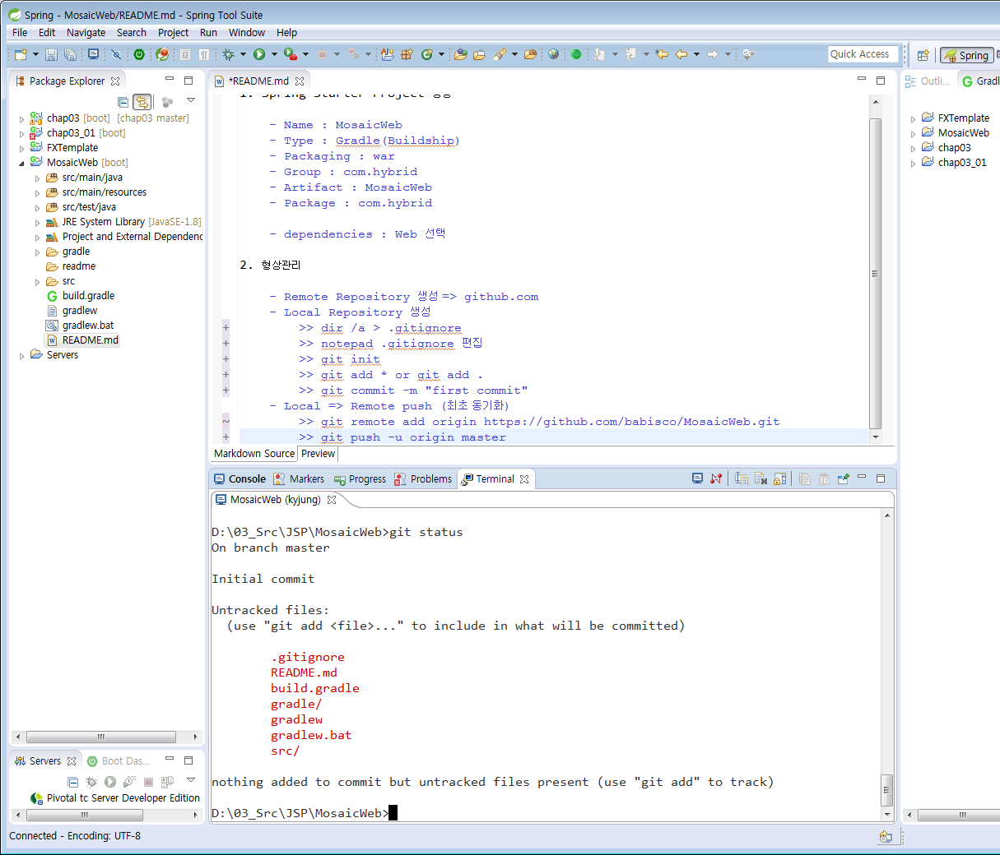 Spring - MosaicWeb/README.md - Spring Tool Suite
File Edit Navigate Search Project Run Window Help
Quick Access
Spring
Package Explorer
chap03 [boot] [chap03 master]
chap03_01 [boot]
FXTemplate
MosaicWeb [boot]
src/main/java
src/main/resources
src/test/java
JRE System Library [JavaSE-1.8]
Project and External Dependenc
gradle
readme
src
build.gradle
gradlew
gradlew.bat
README.md
Servers
*README.md
1. Spring Starter Project 생성
- Name : MosaicWeb
- Type : Gradle(Buildship)
- Packaging : war
- Group : com.hybrid
- Artifact : MosaicWeb
- Package : com.hybrid
- dependencies : Web 선택
2. 형상관리
- Remote Repository 생성 => github.com
- Local Repository 생성
+ >> dir /a > .gitignore
+ >> notepad .gitignore 편집
+ >> git init
+ >> git add * or git add .
+ >> git commit -m "first commit"
- Local => Remote push (최초 동기화)
~ >> git remote add origin https://github.com/babisco/MosaicWeb.git
+ >> git push -u origin master
Markdown Source Preview
Outli... Gradl
FXTemplate
MosaicWeb
chap03
chap03_01
Console Markers Progress Problems Terminal
MosaicWeb (kyjung)
D:\03_Src\JSP\MosaicWeb>git status
On branch master
Initial commit
Untracked files:
(use "git add <file>..." to include in what will be committed)
.gitignore
README.md
build.gradle
gradle/
gradlew
gradlew.bat
src/
nothing added to commit but untracked files present (use "git add" to track)
D:\03_Src\JSP\MosaicWeb>
Servers Boot Das...
Pivotal tc Server Developer Edition
Connected - Encoding: UTF-8